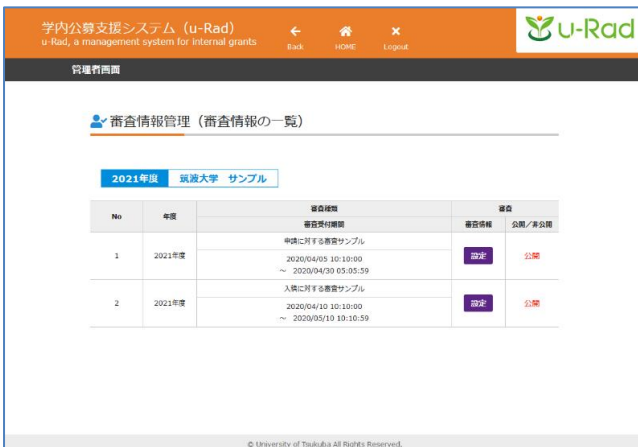 学内公募支援システム（u-Rad）
u-Rad, a management system for internal grants
Back HOME Logout
u-Rad
管理者画面
審査情報管理（審査情報の一覧）
2021年度 筑波大学 サンプル
No 年度 審査種類 審査
審査受付期間 審査情報 公開／非公開
申請に対する審査サンプル
1 2021年度 2020/04/05 10:10:00 設定 公開
～ 2020/04/30 05:05:59
人情に対する審査サンプル
2 2021年度 2020/04/10 10:10:00 設定 公開
～ 2020/05/10 10:10:59
© University of Tsukuba All Rights Reserved.